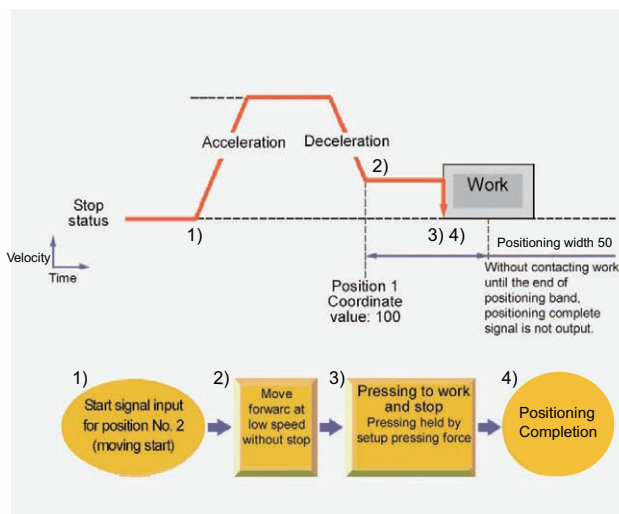 Acceleration
Deceleration
2)
Work
Stop
status
1)
3) 4)
Velocity
Time
Positioning width 50
Position 1
Coordinate
value: 100
Without contacting work
until the end of
positioning band,
positioning complete
signal is not output.
1)
Start signal input
for position No. 2
(moving start)
2)
Move
forwarc at
low speed
without stop
3)
Pressing to work
and stop
Pressing held by
setup pressing force
4)
Positioning
Completion